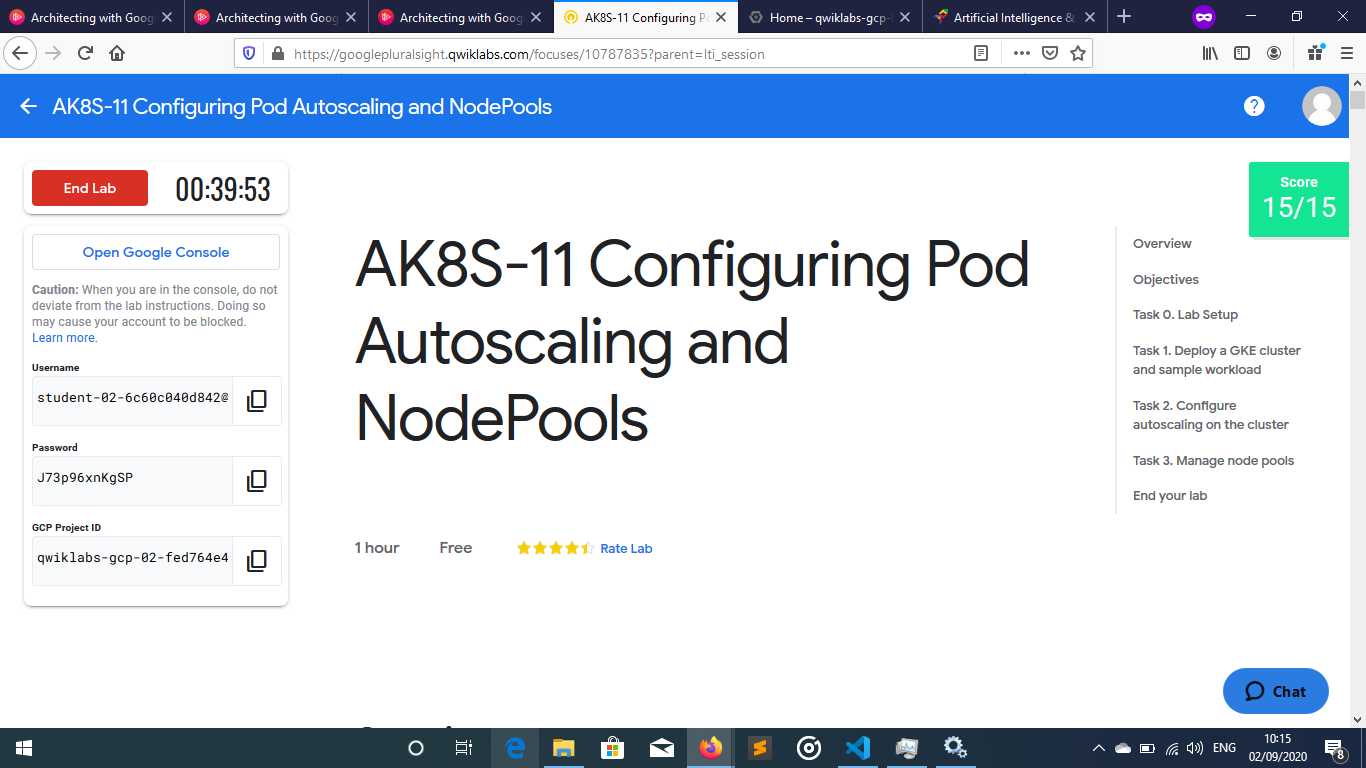 Architecting with Goog
Architecting with Goog
Architecting with Goog
AK8S-11 Configuring Po
Home – qwiklabs-gcp-
Artificial Intelligence &
https://googlepluralsight.qwiklabs.com/focuses/10787835?parent=lti_session
AK8S-11 Configuring Pod Autoscaling and NodePools
End Lab
00:39:53
Open Google Console
Caution: When you are in the console, do not
deviate from the lab instructions. Doing so
may cause your account to be blocked.
Learn more.
Username
student-02-6c60c040d842@
Password
J73p96xnKgSP
GCP Project ID
qwiklabs-gcp-02-fed764e4
AK8S-11 Configuring Pod
Autoscaling and
NodePools
1 hour
Free
Rate Lab
Score
15/15
Overview
Objectives
Task 0. Lab Setup
Task 1. Deploy a GKE cluster
and sample workload
Task 2. Configure
autoscaling on the cluster
Task 3. Manage node pools
End your lab
Chat
ENG
10:15
02/09/2020
8